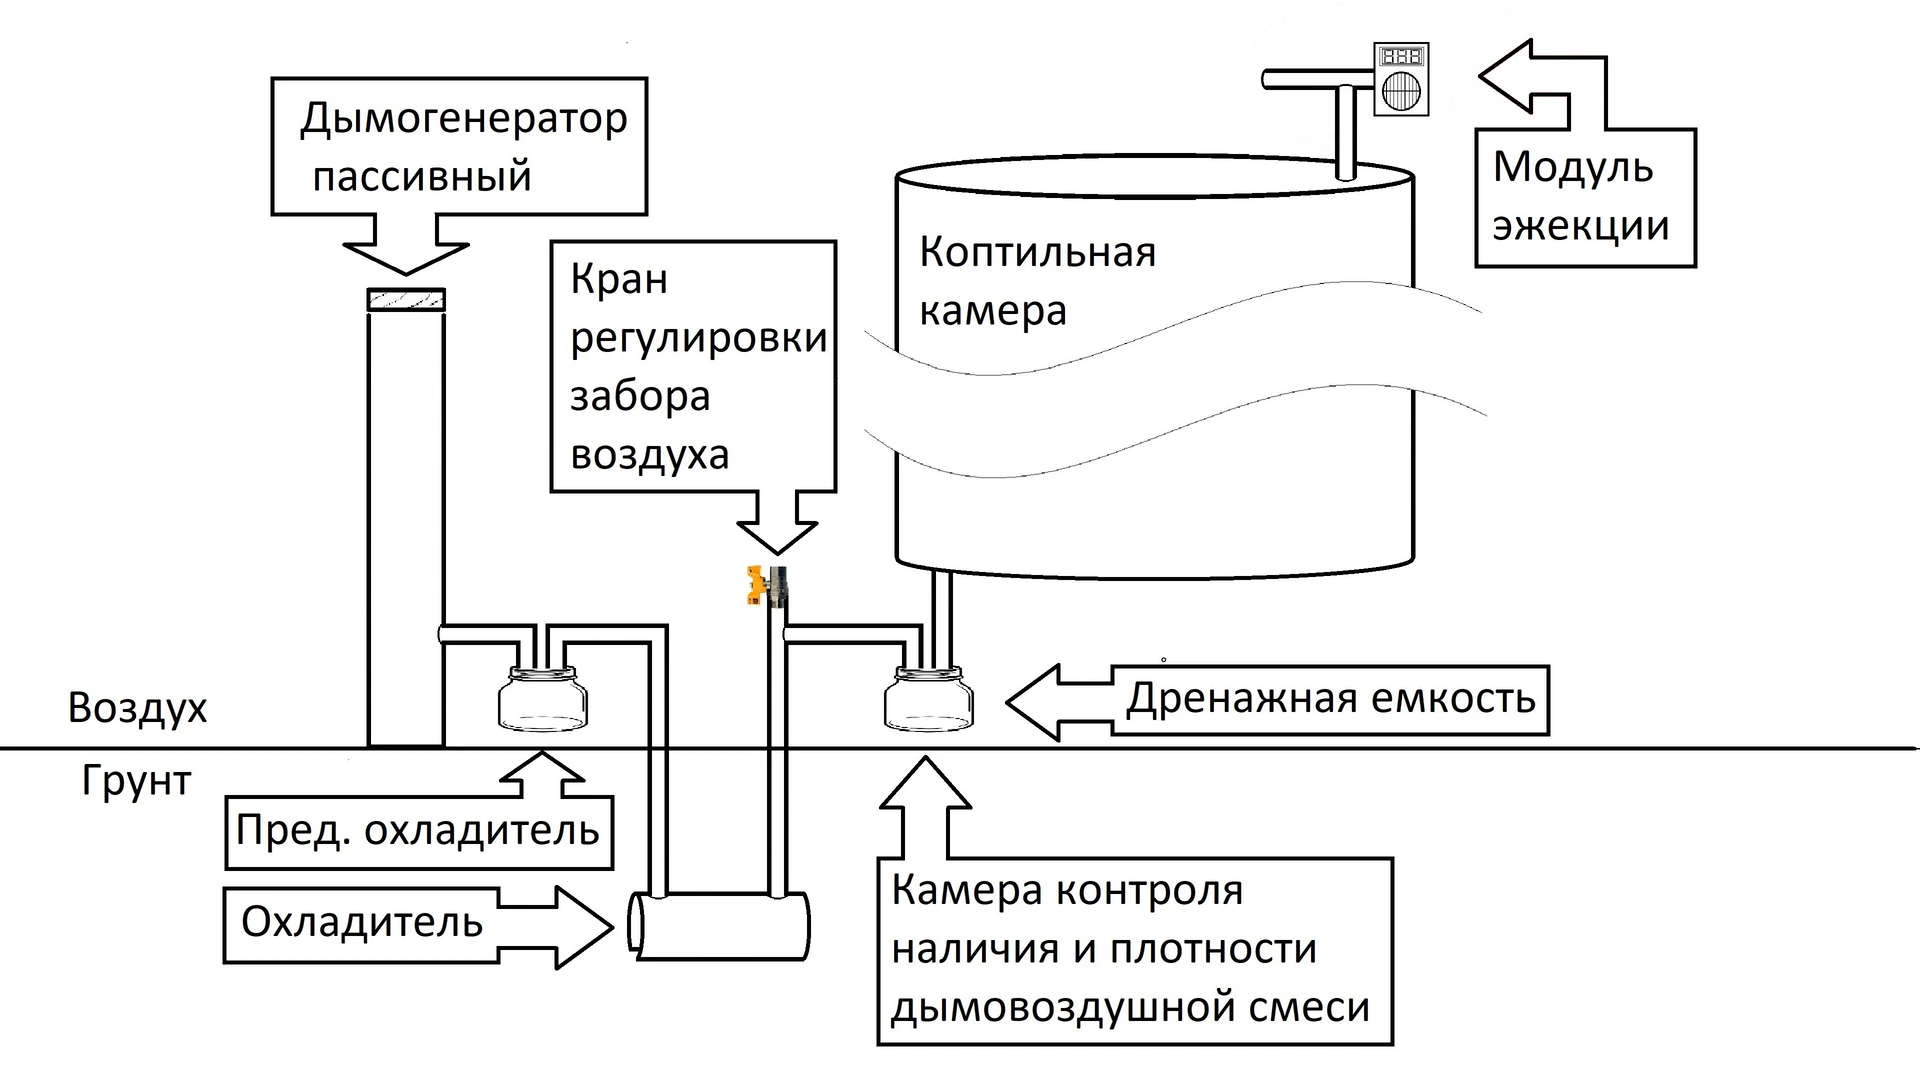 Дымогенератор
пассивный
Модуль
эжекции
Кран
регулировки
забора
воздуха
Коптильная
камера
Воздух
Грунт
Дренажная емкость
Пред. охладитель
Охладитель
Камера контроля
наличия и плотности
дымовоздушной смеси